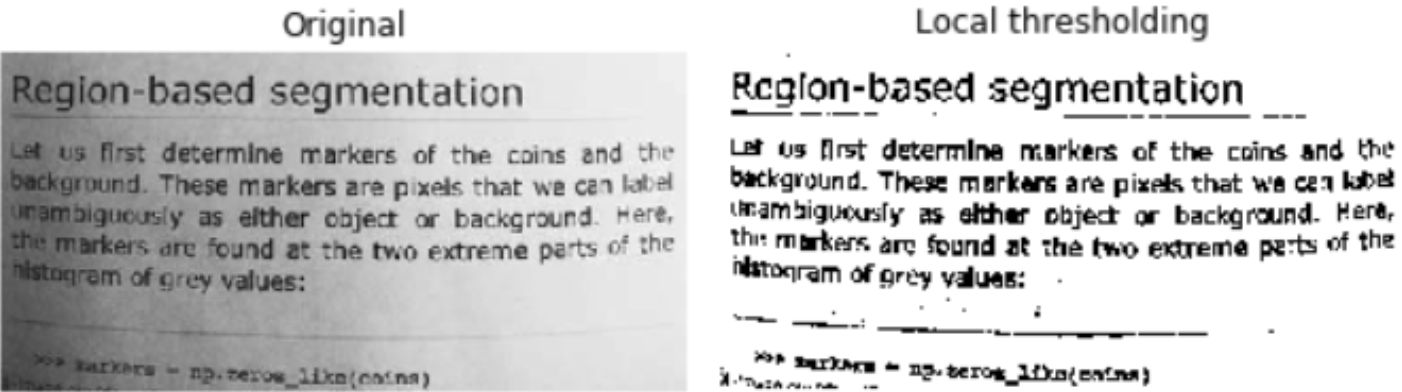 Original
Region-based segmentation
Let us first determine markers of the coins and the
background. These markers are pixels that we can label
unambiguously as either object or background. Here,
the markers are found at the two extreme parts of the
histogram of grey values:
>>> markers = np.zeros_like(coins)
Local thresholding
Region-based segmentation
Let us first determine markers of the coins and the
background. These markers are pixels that we can label
unambiguously as either object or background. Here,
the markers are found at the two extreme parts of the
histogram of grey values:
>>> markers = np.zeros_like(coins)